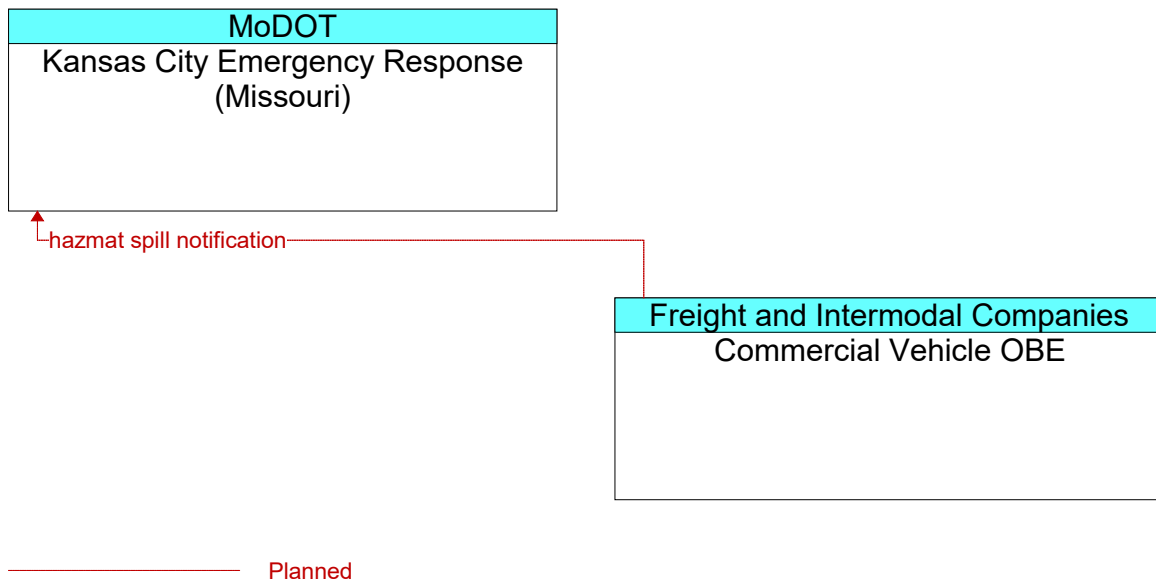 MoDOT
Kansas City Emergency Response
(Missouri)
hazmat spill notification
Freight and Intermodal Companies
Commercial Vehicle OBE
Planned